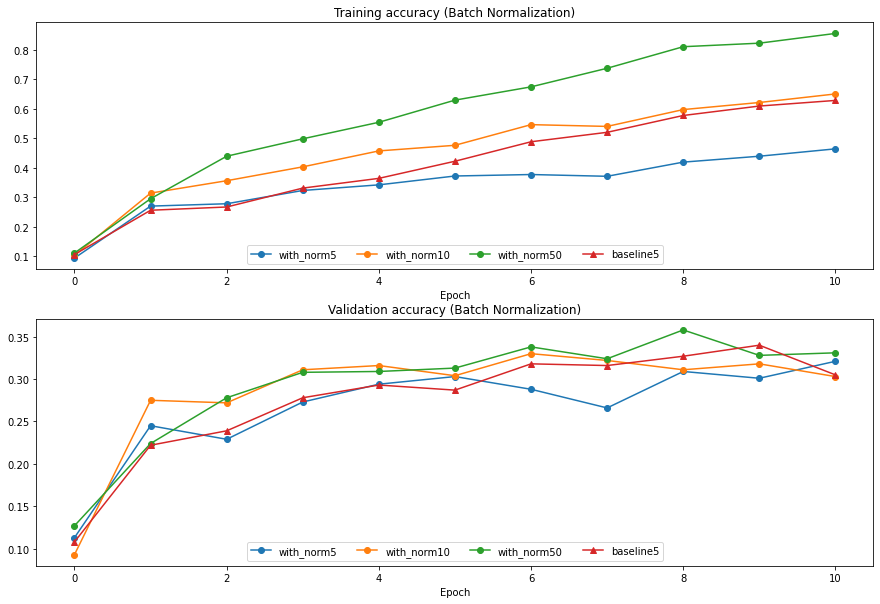 Training accuracy (Batch Normalization)
0.8
0.7
0.6
0.5
0.4
0.3
0.2
0.1
with_norm5 with_norm10 with_norm50 baseline5
0 2 4 6 8 10
Epoch
Validation accuracy (Batch Normalization)
0.35
0.30
0.25
0.20
0.15
0.10
with_norm5 with_norm10 with_norm50 baseline5
0 2 4 6 8 10
Epoch